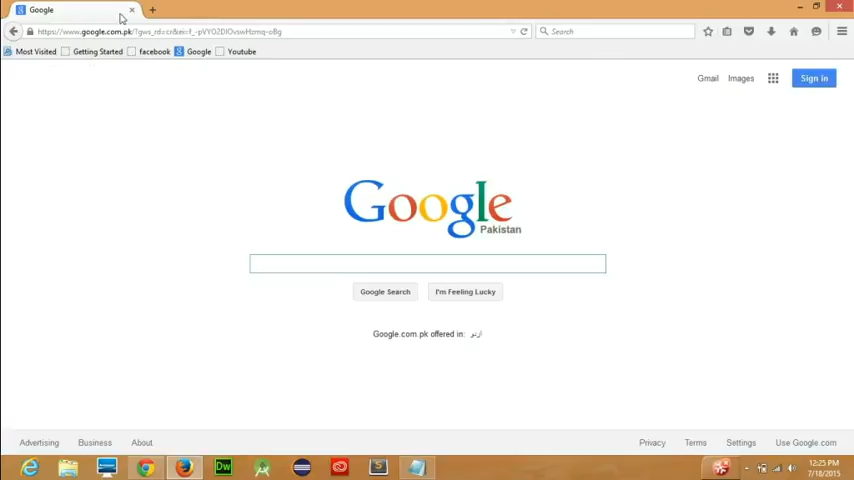 Google
https://www.google.com.pk/?gws_rd=cr&ei=f_-pVYO2DIOvswHzmq-oBg
Search
Most Visited
Getting Started
facebook
Google
Youtube
Gmail
Images
Sign in
Google
Pakistan
Google Search
I'm Feeling Lucky
Google.com.pk offered in: اردو
Advertising
Business
About
Privacy
Terms
Settings
Use Google.com
Dw
S
12:25 PM
7/18/2015